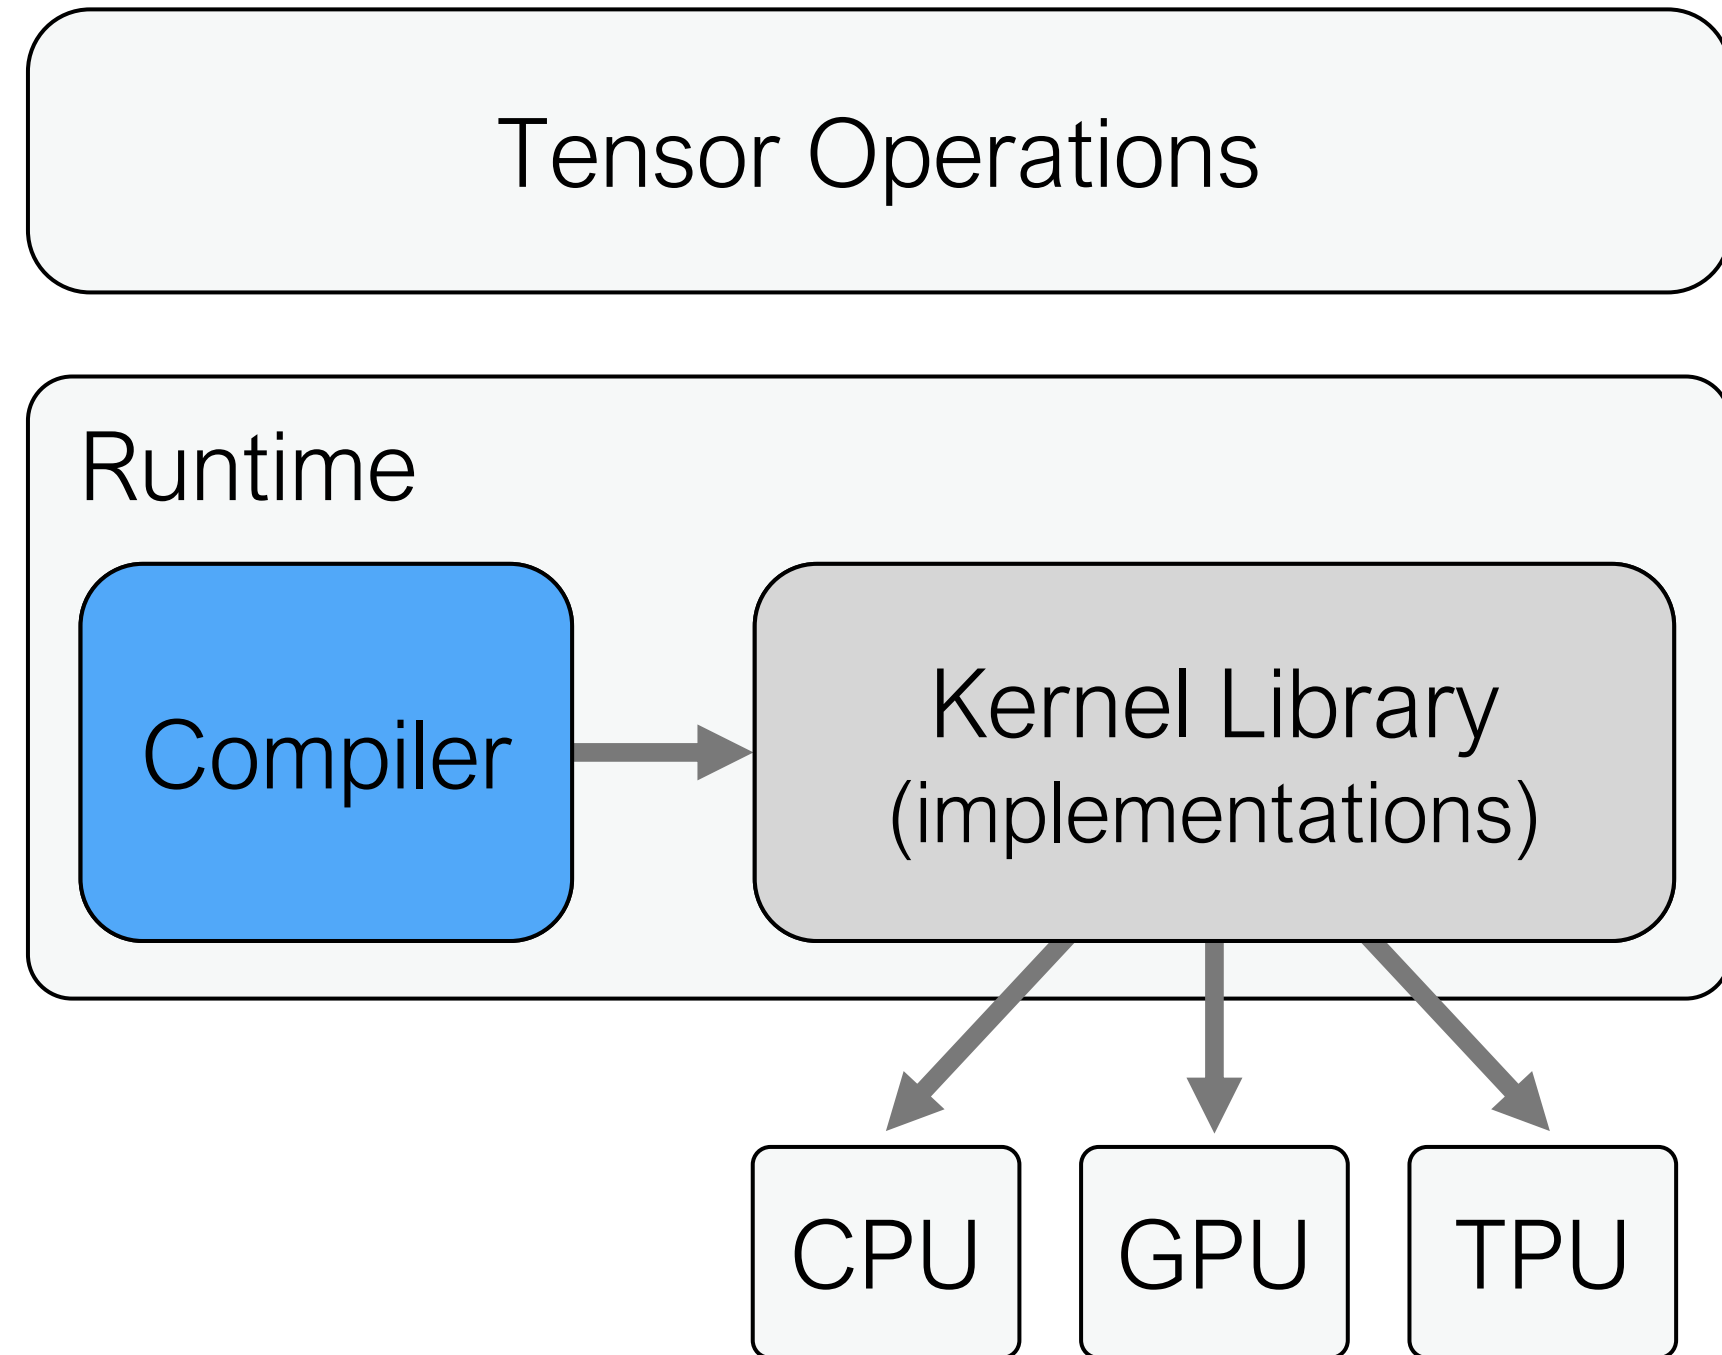 Tensor Operations
Runtime
Compiler
Kernel Library
(implementations)
CPU
GPU
TPU